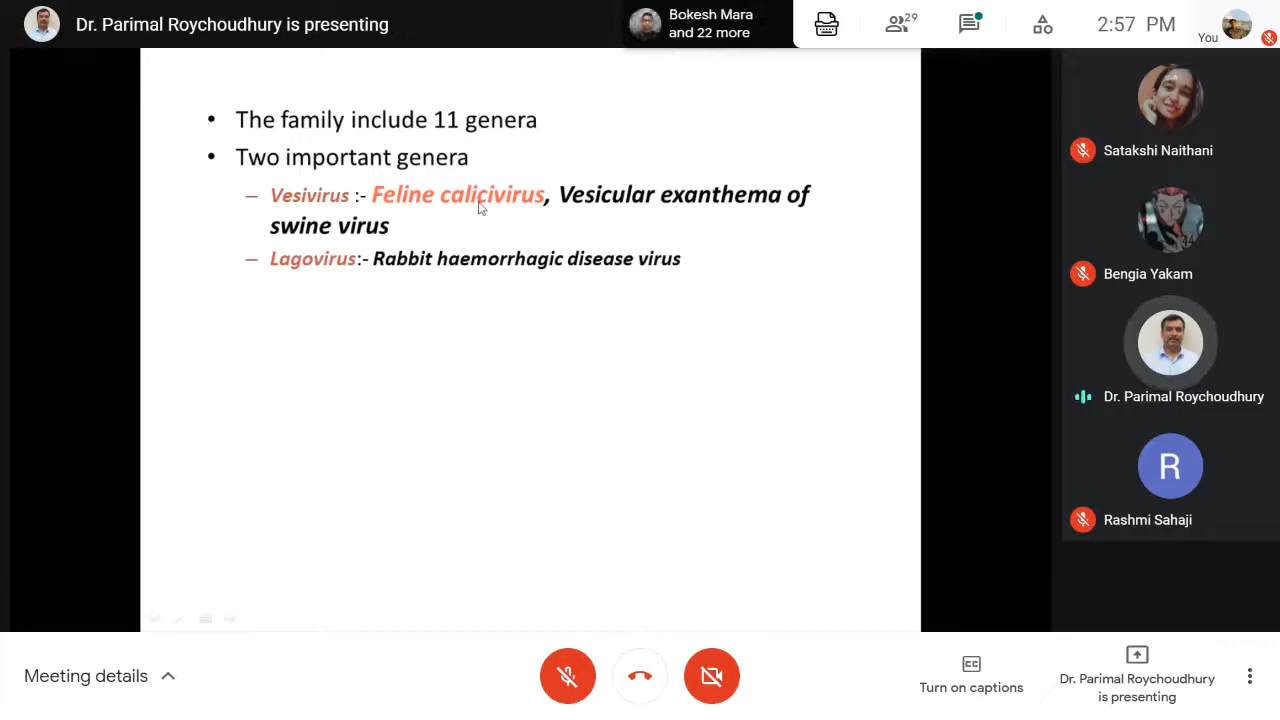 Dr. Parimal Roychoudhury is presenting
Bokesh Mara
and 22 more
29
2:57 PM
You
• The family include 11 genera
• Two important genera
– Vesivirus :- Feline calicivirus, Vesicular exanthema of
swine virus
– Lagovirus:- Rabbit haemorrhagic disease virus
Satakshi Naithani
Bengia Yakam
Dr. Parimal Roychoudhury
R
Rashmi Sahaji
Meeting details
CC
Turn on captions
Dr. Parimal Roychoudhury
is presenting